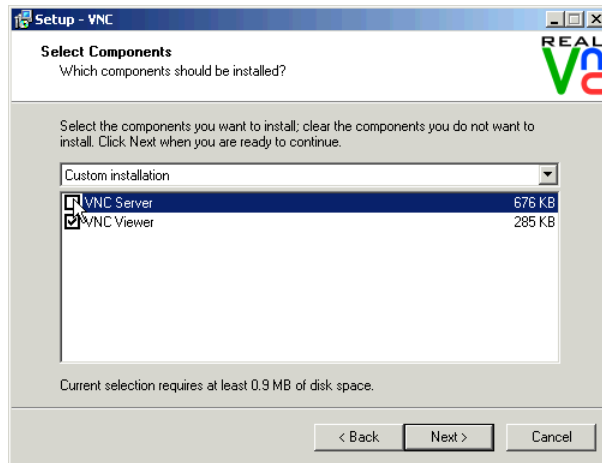 Setup - VNC
Select Components
Which components should be installed?
REAL
Vnc
Select the components you want to install; clear the components you do not want to
install. Click Next when you are ready to continue.
Custom installation
VNC Server 676 KB
VNC Viewer 285 KB
Current selection requires at least 0.9 MB of disk space.
< Back Next > Cancel